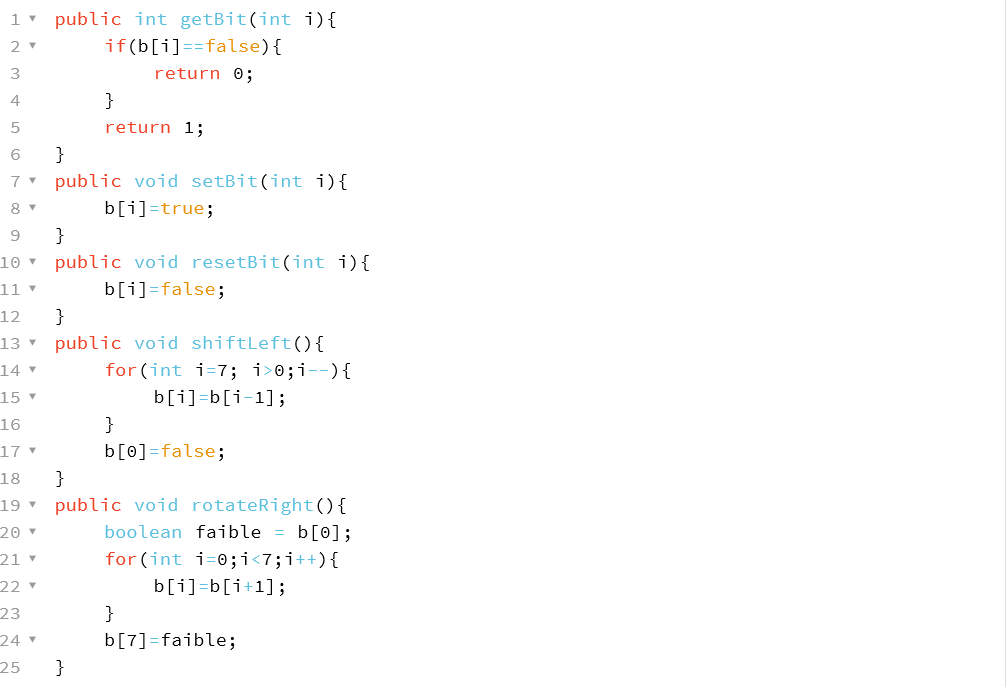 1 public int getBit(int i){
2 if(b[i]==false){
3 return 0;
4 }
5 return 1;
6 }
7 public void setBit(int i){
8 b[i]=true;
9 }
10 public void resetBit(int i){
11 b[i]=false;
12 }
13 public void shiftLeft(){
14 for(int i=7; i>0;i--){
15 b[i]=b[i-1];
16 }
17 b[0]=false;
18 }
19 public void rotateRight(){
20 boolean faible = b[0];
21 for(int i=0;i<7;i++){
22 b[i]=b[i+1];
23 }
24 b[7]=faible;
25 }